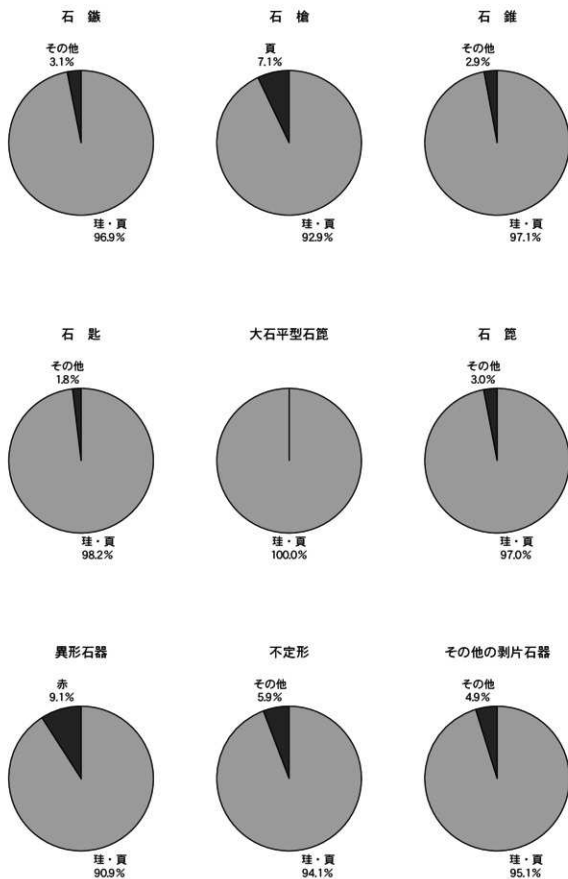 石　鏃
その他
3.1%
珪・頁
96.9%
石　槍
頁
7.1%
珪・頁
92.9%
石　錐
その他
2.9%
珪・頁
97.1%
石　匙
その他
1.8%
珪・頁
98.2%
大石平型石箆
珪・頁
100.0%
石　箆
その他
3.0%
珪・頁
97.0%
異形石器
赤
9.1%
珪・頁
90.9%
不定形
その他
5.9%
珪・頁
94.1%
その他の剥片石器
その他
4.9%
珪・頁
95.1%